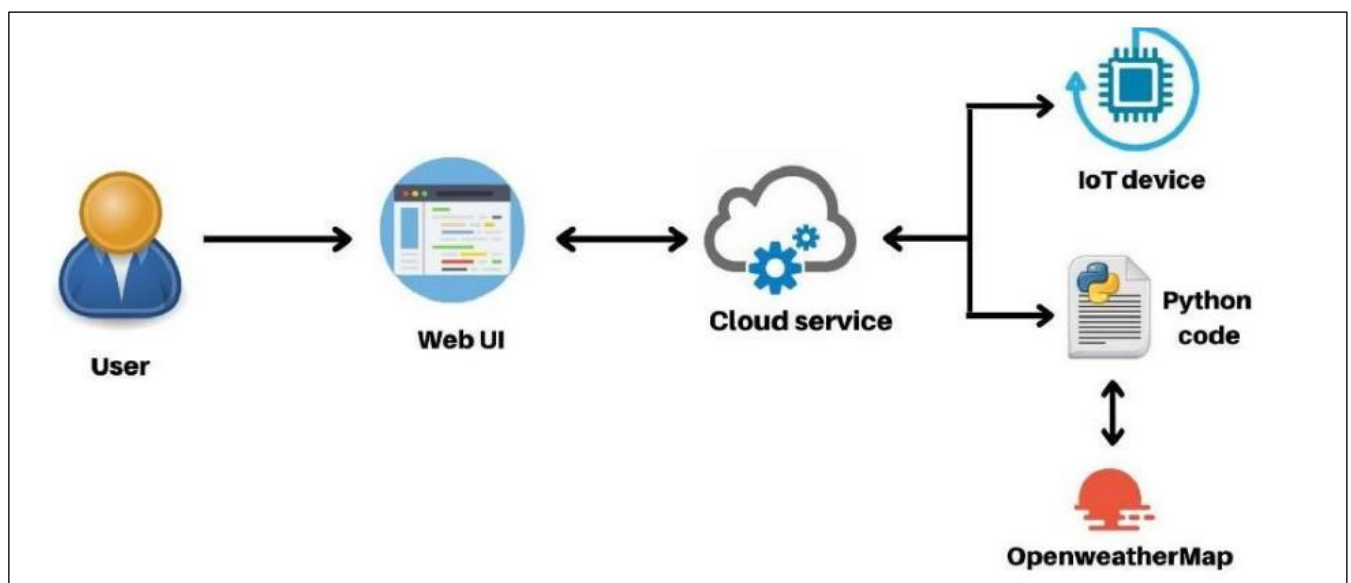 User
Web UI
Cloud service
IoT device
Python
code
OpenweatherMap